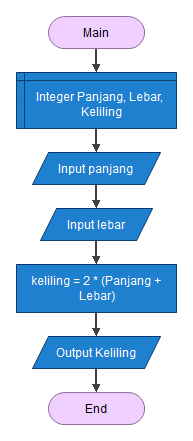 Main
Integer Panjang, Lebar,
Keliling
Input panjang
Input lebar
keliling = 2 * (Panjang +
Lebar)
Output Keliling
End